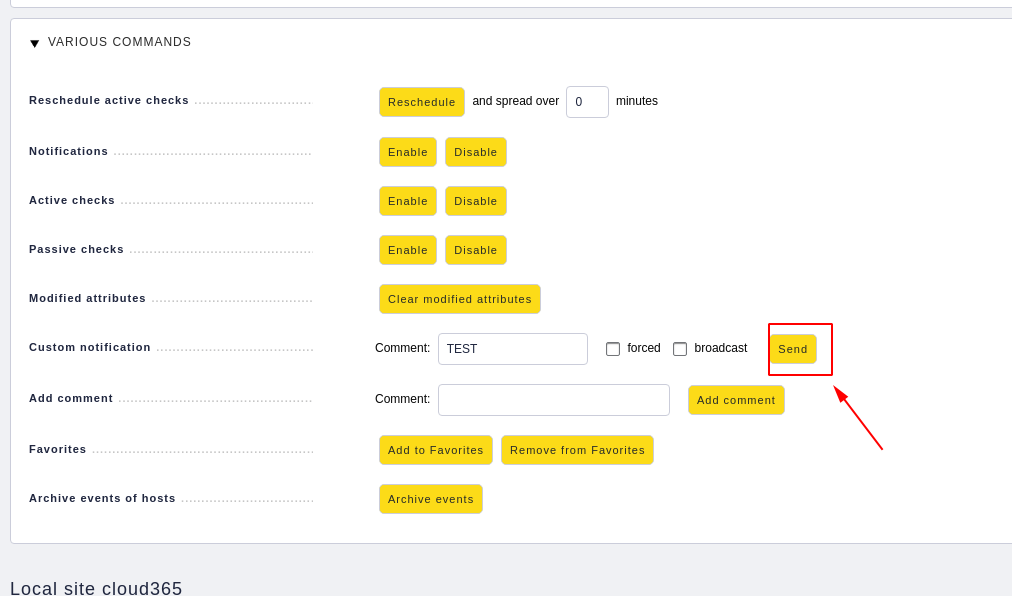 VARIOUS COMMANDS
Reschedule active checks Reschedule and spread over 0 minutes
Notifications Enable Disable
Active checks Enable Disable
Passive checks Enable Disable
Modified attributes Clear modified attributes
Custom notification Comment: TEST forced broadcast Send
Add comment Comment: Add comment
Favorites Add to Favorites Remove from Favorites
Archive events of hosts Archive events
Local site cloud365